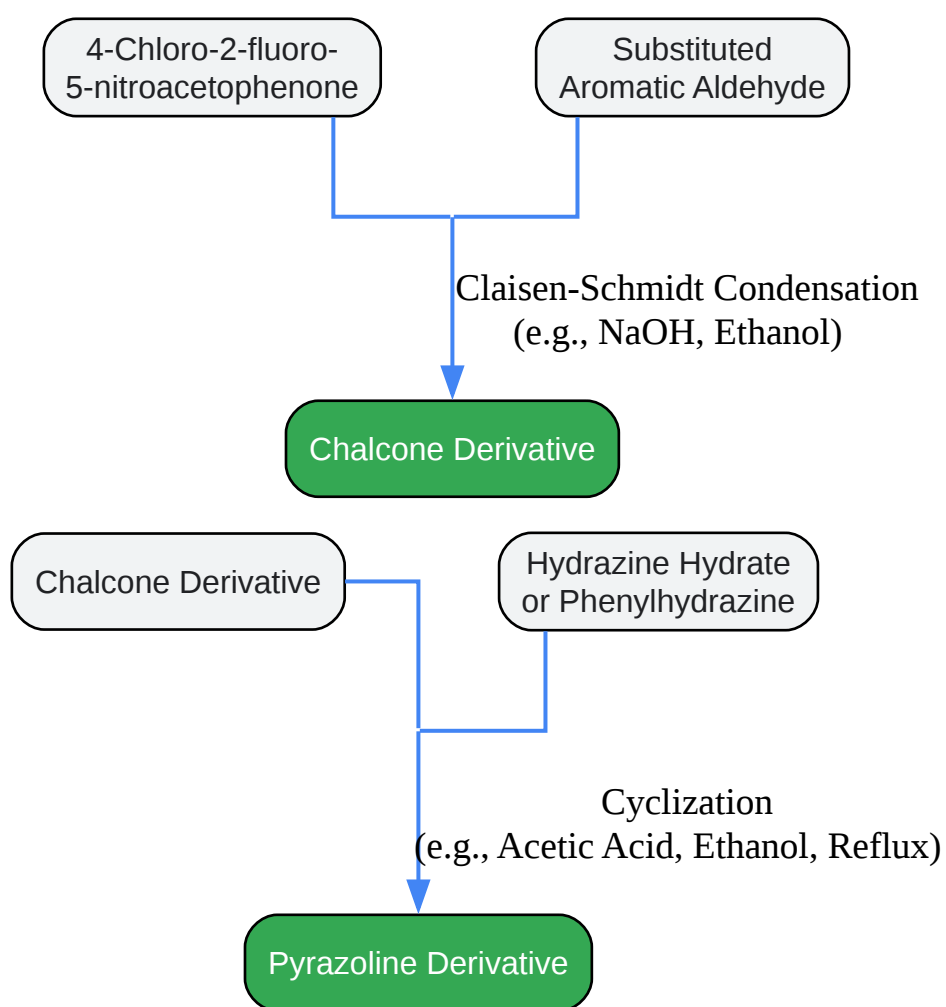 4-Chloro-2-fluoro-
5-nitroacetophenone
Substituted
Aromatic Aldehyde
Claisen-Schmidt Condensation
(e.g., NaOH, Ethanol)
Chalcone Derivative
Chalcone Derivative
Hydrazine Hydrate
or Phenylhydrazine
Cyclization
(e.g., Acetic Acid, Ethanol, Reflux)
Pyrazoline Derivative